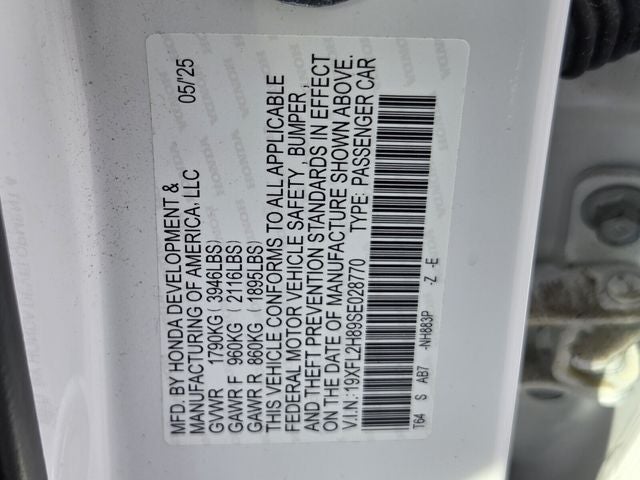 MFD. BY HONDA DEVELOPMENT & 05/'25
MANUFACTURING OF AMERICA, LLC
GVWR 1790KG ( 3946LBS)
GAWR F 960KG ( 2116LBS)
GAWR R 860KG ( 1895LBS)
THIS VEHICLE CONFORMS TO ALL APPLICABLE
FEDERAL MOTOR VEHICLE SAFETY, BUMPER,
AND THEFT PREVENTION STANDARDS IN EFFECT
ON THE DATE OF MANUFACTURE SHOWN ABOVE.
V.I.N: 19XFL2H89SE028770 TYPE: PASSENGER CAR
T64 S AB7 -NH883P -Z -E